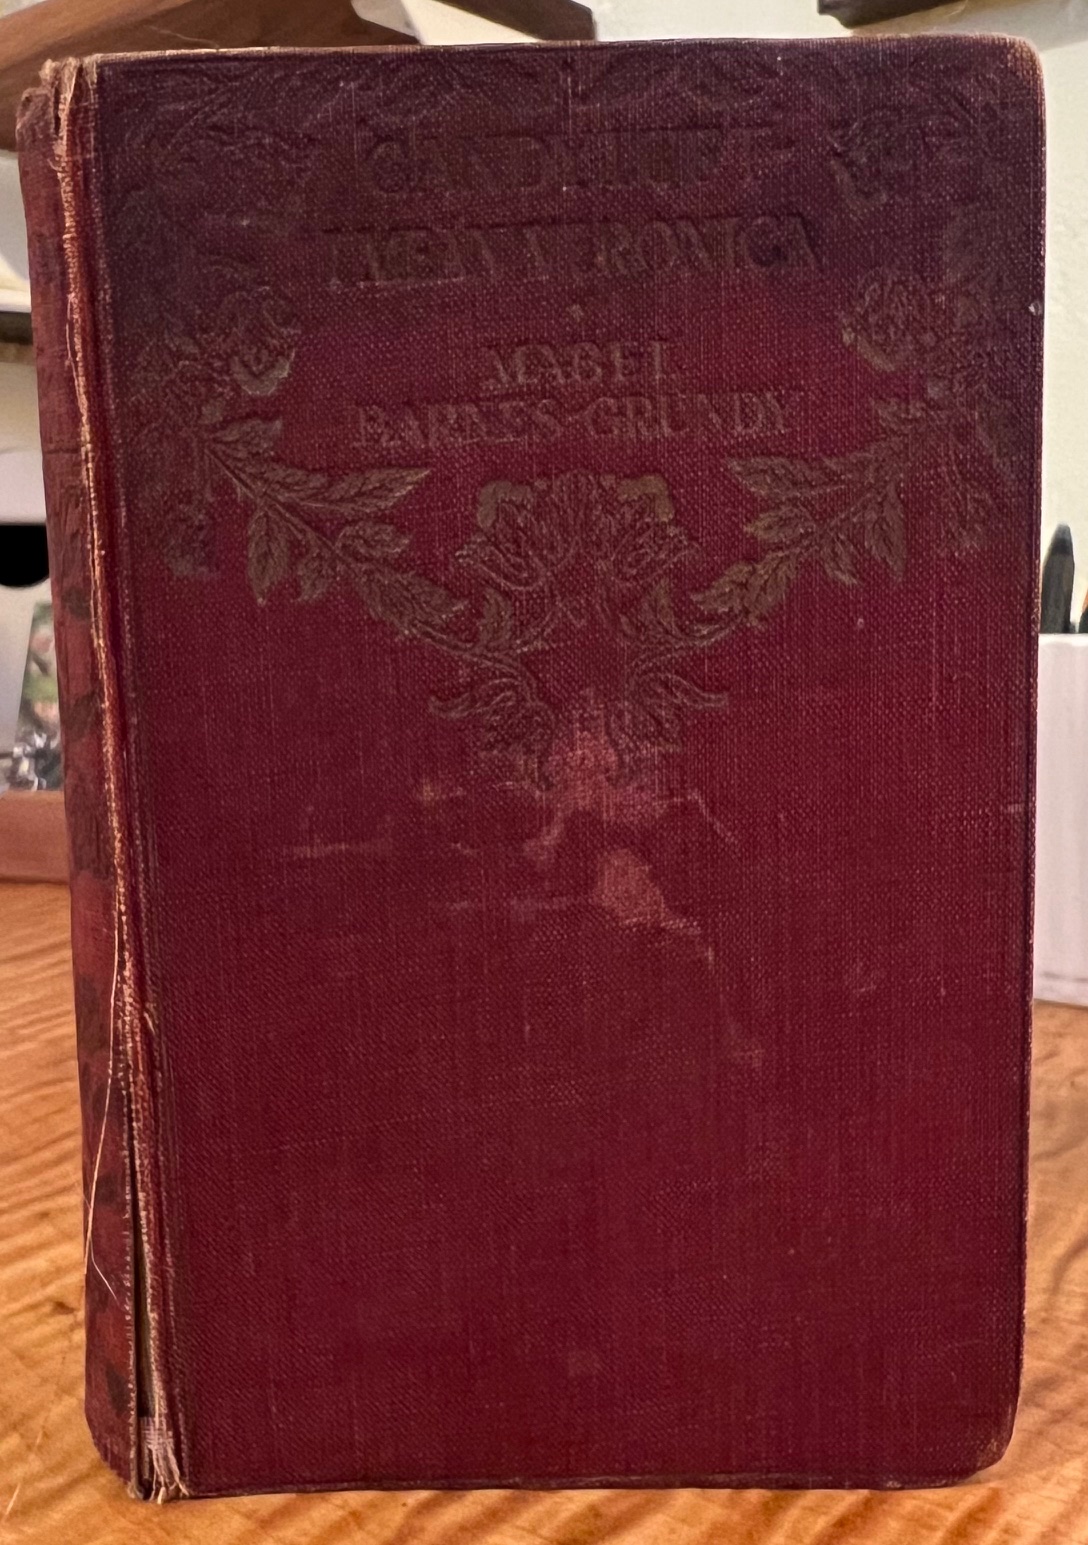 CANDYTUFT—
I MEAN VERONICA
MABEL
BARNES-GRUNDY